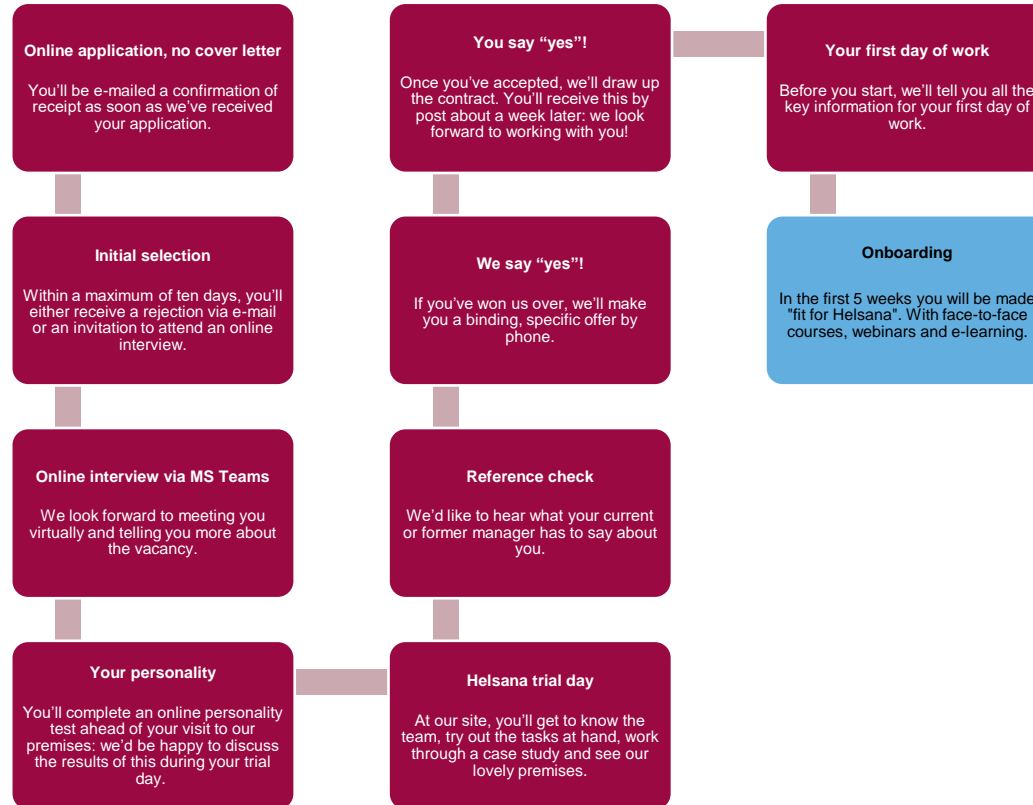 Online application, no cover letter
You’ll be e-mailed a confirmation of
receipt as soon as we’ve received
your application.
Initial selection
Within a maximum of ten days, you’ll
either receive a rejection via e-mail
or an invitation to attend an online
interview.
Online interview via MS Teams
We look forward to meeting you
virtually and telling you more about
the vacancy.
Your personality
You’ll complete an online personality
test ahead of your visit to our
premises: we’d be happy to discuss
the results of this during your trial
day.
Helsana trial day
At our site, you’ll get to know the
team, try out the tasks at hand, work
through a case study and see our
lovely premises.
Reference check
We’d like to hear what your current
or former manager has to say about
you.
We say “yes”!
If you’ve won us over, we’ll make
you a binding, specific offer by
phone.
You say “yes”!
Once you’ve accepted, we’ll draw up
the contract. You’ll receive this by
post about a week later: we look
forward to working with you!
Your first day of work
Before you start, we’ll tell you all the
key information for your first day of
work.
Onboarding
In the first 5 weeks you will be made
"fit for Helsana". With face-to-face
courses, webinars and e-learning.